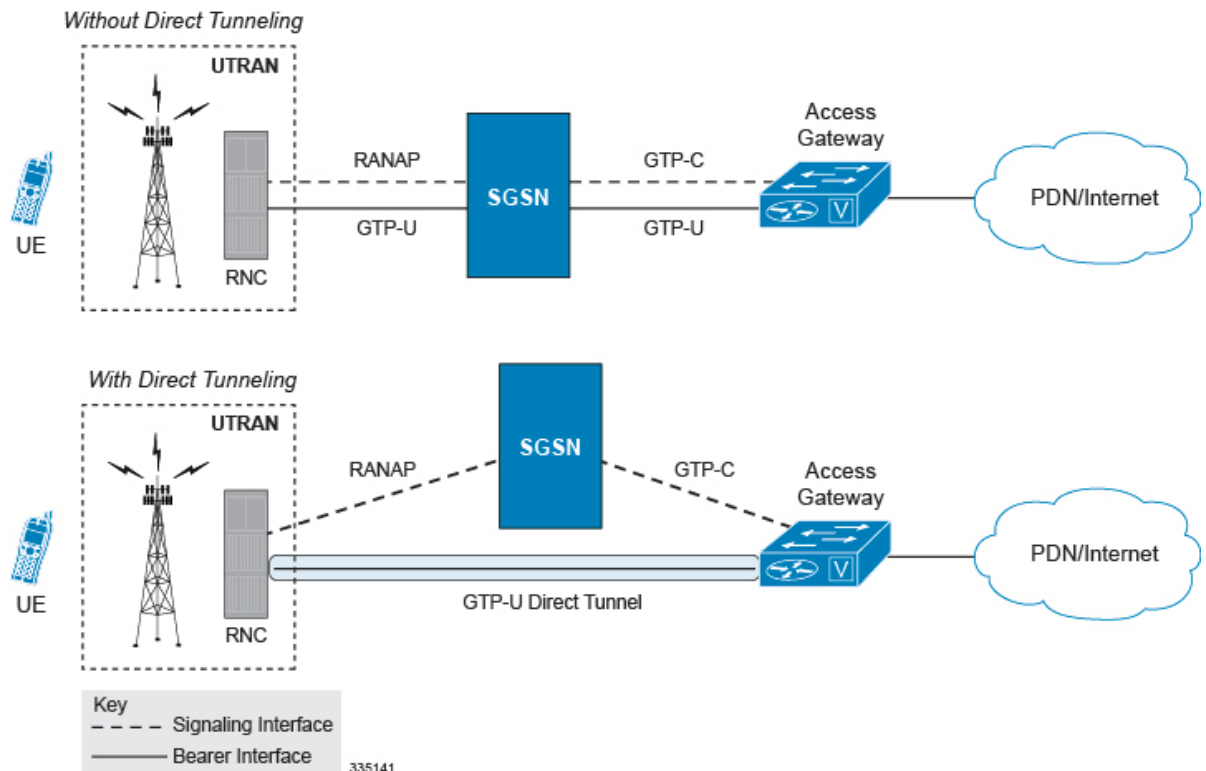 Without Direct Tunneling
UTRAN
UE
RNC
RANAP
GTP-U
SGSN
GTP-C
GTP-U
Access
Gateway
V
PDN/Internet
With Direct Tunneling
UTRAN
UE
RNC
RANAP
SGSN
GTP-C
GTP-U Direct Tunnel
Access
Gateway
V
PDN/Internet
Key
Signaling Interface
Bearer Interface
335141